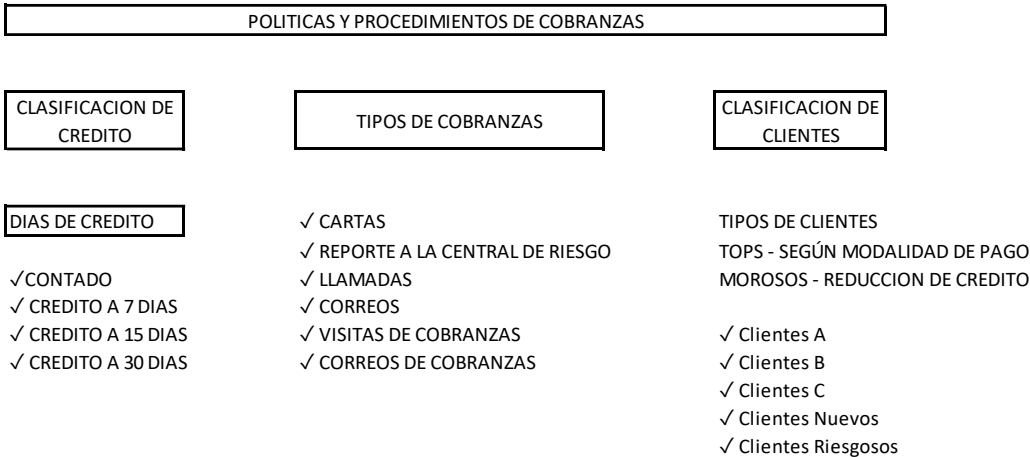 POLITICAS Y PROCEDIMIENTOS DE COBRANZAS
CLASIFICACION DE
CREDITO
DIAS DE CREDITO
✓CONTADO
✓ CREDITO A 7 DIAS
✓ CREDITO A 15 DIAS
✓ CREDITO A 30 DIAS
TIPOS DE COBRANZAS
✓ CARTAS
✓ REPORTE A LA CENTRAL DE RIESGO
✓ LLAMADAS
✓ CORREOS
✓ VISITAS DE COBRANZAS
✓ CORREOS DE COBRANZAS
CLASIFICACION DE
CLIENTES
TIPOS DE CLIENTES
TOPS - SEGÚN MODALIDAD DE PAGO
MOROSOS - REDUCCION DE CREDITO
✓ Clientes A
✓ Clientes B
✓ Clientes C
✓ Clientes Nuevos
✓ Clientes Riesgosos